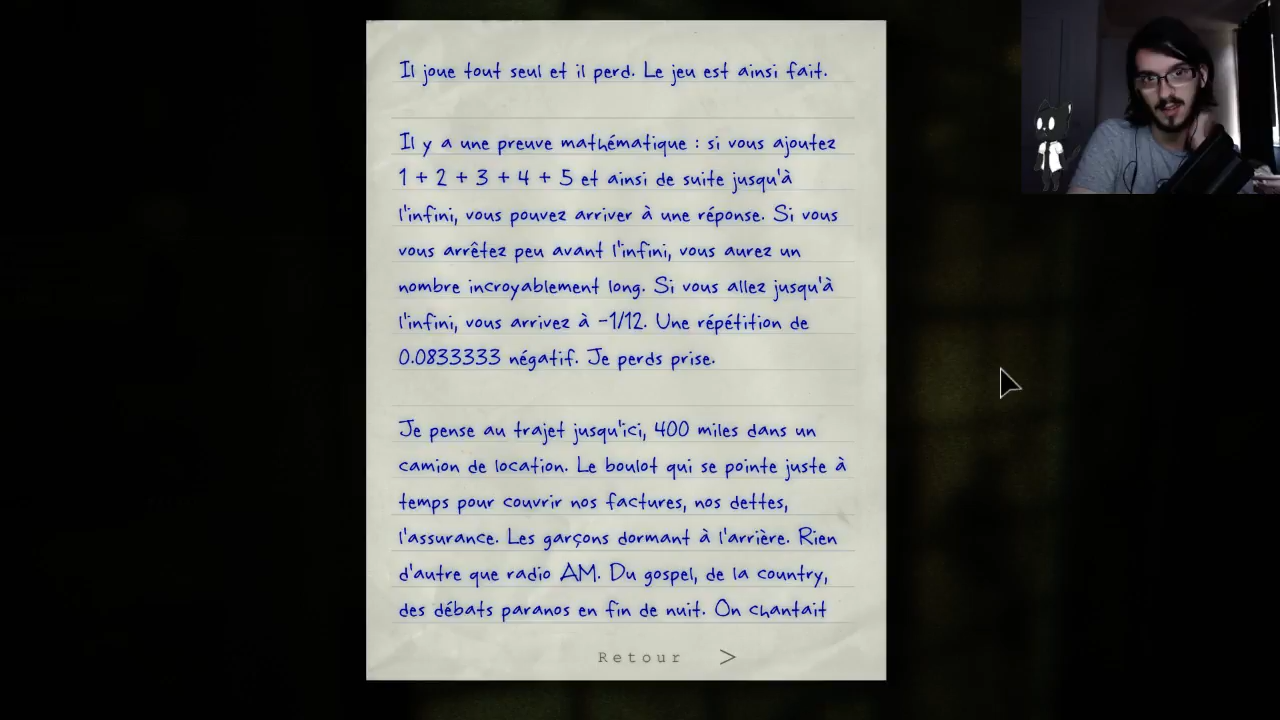 Il joue tout seul et il perd. Le jeu est ainsi fait.
Il y a une preuve mathématique : si vous ajoutez
1 + 2 + 3 + 4 + 5 et ainsi de suite jusqu'à
l'infini, vous pouvez arriver à une réponse. Si vous
vous arrêtez peu avant l'infini, vous aurez un
nombre incroyablement long. Si vous allez jusqu'à
l'infini, vous arrivez à -1/12. Une répétition de
0.0833333 négatif. Je perds prise.
Je pense au trajet jusqu'ici, 400 miles dans un
camion de location. Le boulot qui se pointe juste à
temps pour couvrir nos factures, nos dettes,
l'assurance. Les garçons dormant à l'arrière. Rien
d'autre que radio AM. Du gospel, de la country,
des débats paranos en fin de nuit. On chantait
Retour >